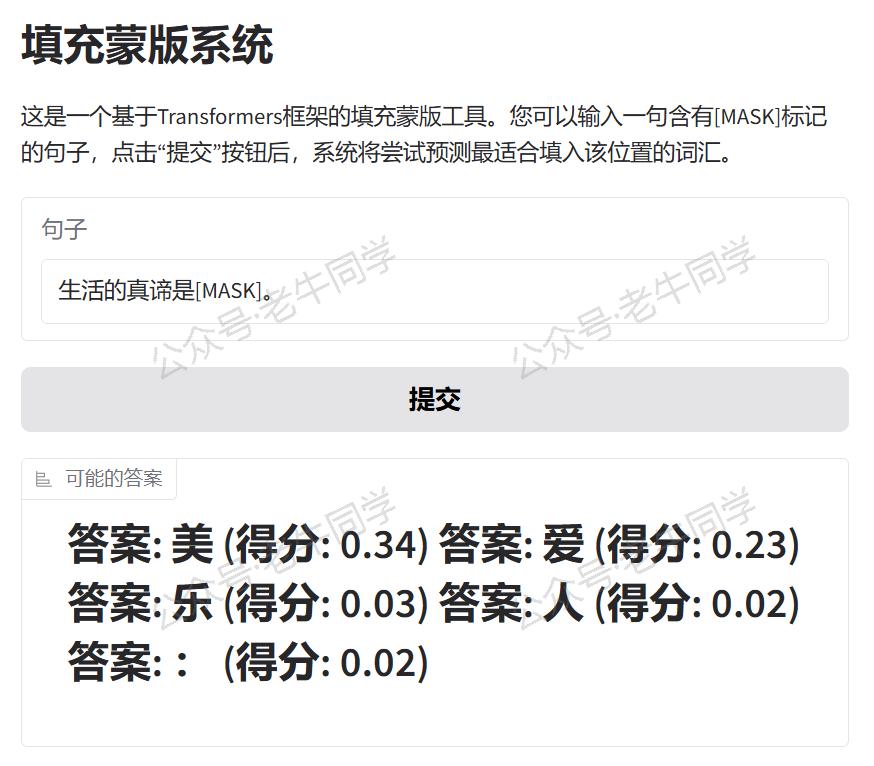 填充蒙版系统
这是一个基于Transformers框架的填充蒙版工具。您可以输入一句含有[MASK]标记
的句子，点击“提交”按钮后，系统将尝试预测最适合填入该位置的词汇。
句子
生活的真谛是[MASK]。
公众号·老牛同学
公众号·老牛同学
提交
可能的答案
答案: 美 (得分: 0.34) 答案: 爱 (得分: 0.23)
答案: 乐 (得分: 0.03) 答案: 人 (得分: 0.02)
答案: ： (得分: 0.02)
公众号·老牛同学
公众号·老牛同学